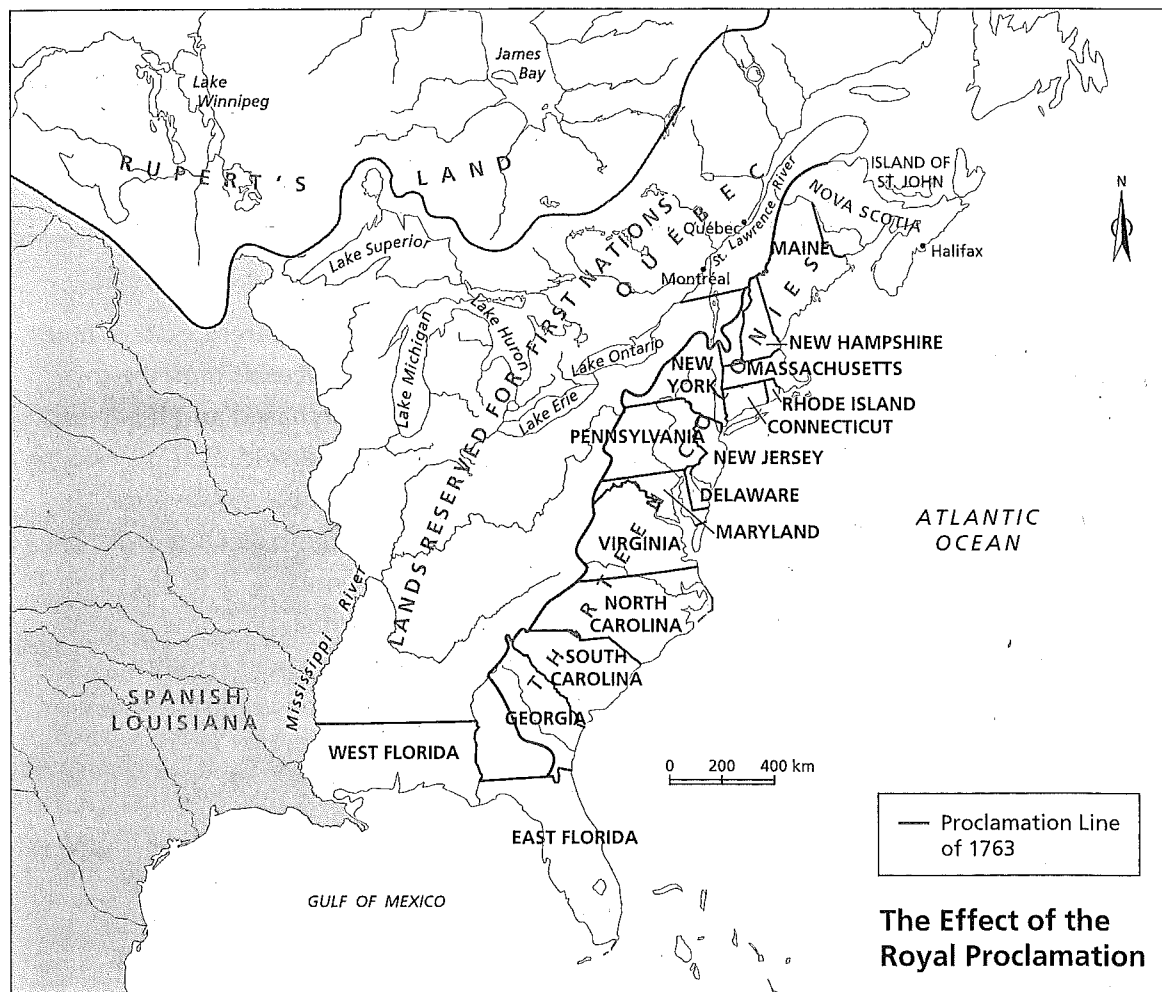 Lake
Winnipeg
James
Bay
RUPERT'S LAND
ISLAND OF
ST. JOHN
NOVA SCOTIA
N
Québec
St. Lawrence River
QUÉBEC
Lake Superior
Montréal
MAINE
Halifax
LANDS RESERVED FOR FIRST NATIONS
Lake Huron
Lake Michigan
Lake Ontario
Lake Erie
NEW HAMPSHIRE
NEW
YORK
MASSACHUSETTS
RHODE ISLAND
CONNECTICUT
PENNSYLVANIA
NEW JERSEY
DELAWARE
MARYLAND
THIRTEEN COLONIES
VIRGINIA
ATLANTIC
OCEAN
NORTH
CAROLINA
SOUTH
CAROLINA
Mississippi River
SPANISH
LOUISIANA
GEORGIA
WEST FLORIDA
0 200 400 km
EAST FLORIDA
GULF OF MEXICO
Proclamation Line
of 1763
The Effect of the
Royal Proclamation